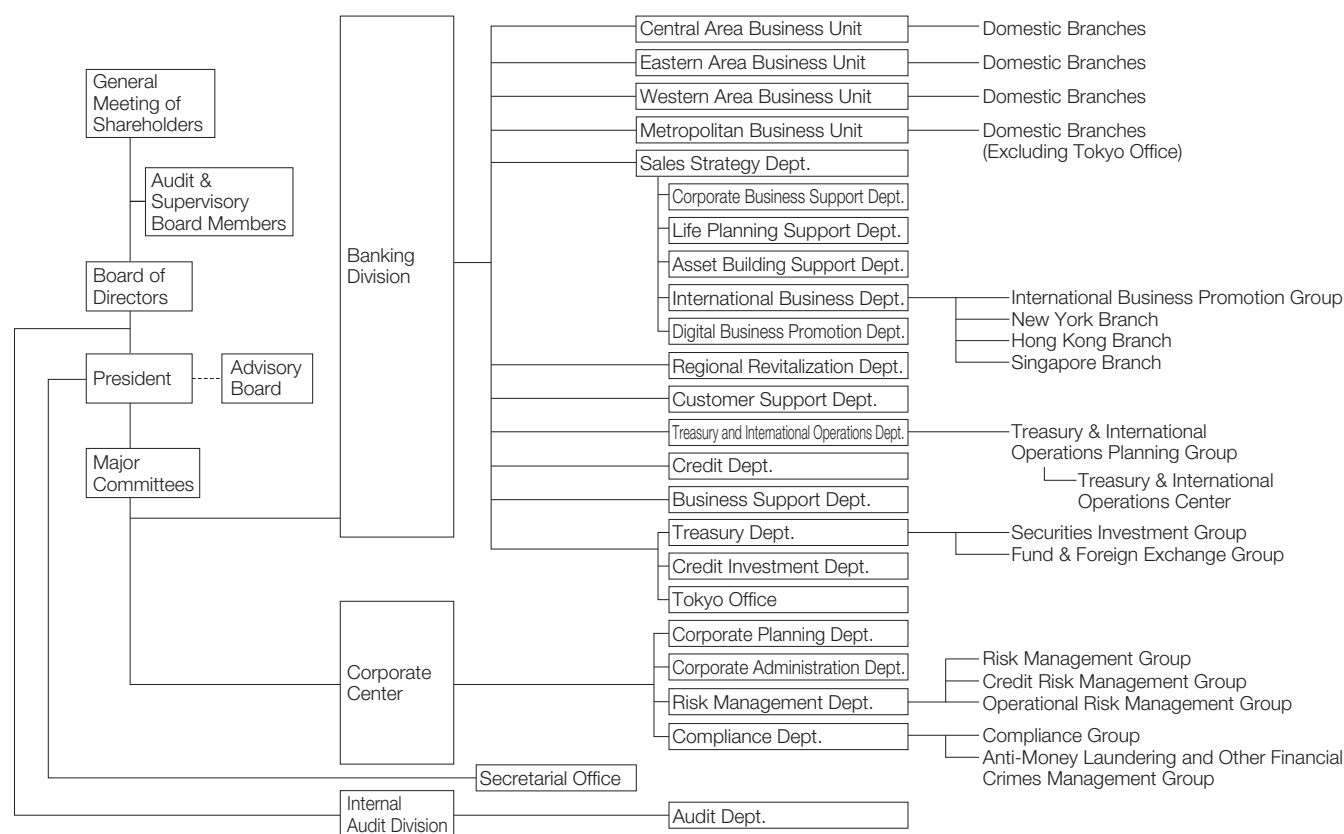 General
Meeting of
Shareholders
Audit &
Supervisory
Board Members
Board of
Directors
President
Advisory
Board
Major
Committees
Banking
Division
Central Area Business Unit
Domestic Branches
Eastern Area Business Unit
Domestic Branches
Western Area Business Unit
Domestic Branches
Metropolitan Business Unit
Domestic Branches
(Excluding Tokyo Office)
Sales Strategy Dept.
Corporate Business Support Dept.
Life Planning Support Dept.
Asset Building Support Dept.
International Business Dept.
International Business Promotion Group
New York Branch
Hong Kong Branch
Singapore Branch
Digital Business Promotion Dept.
Regional Revitalization Dept.
Customer Support Dept.
Treasury and International Operations Dept.
Treasury & International
Operations Planning Group
Treasury & International
Operations Center
Credit Dept.
Business Support Dept.
Treasury Dept.
Securities Investment Group
Fund & Foreign Exchange Group
Credit Investment Dept.
Tokyo Office
Corporate
Center
Corporate Planning Dept.
Corporate Administration Dept.
Risk Management Dept.
Risk Management Group
Credit Risk Management Group
Operational Risk Management Group
Compliance Dept.
Compliance Group
Anti-Money Laundering and Other Financial
Crimes Management Group
Secretarial Office
Internal
Audit Division
Audit Dept.